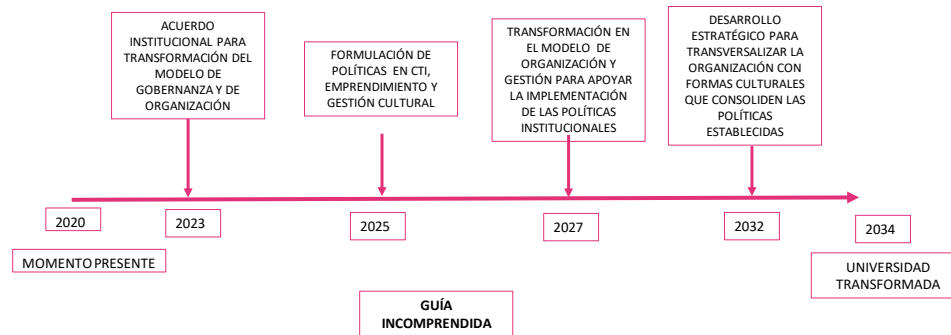 ACUERDO
INSTITUCIONAL PARA
TRANSFORMACIÓN DEL
MODELO DE
GOBERNANZA Y DE
ORGANIZACIÓN
FORMULACIÓN DE
POLÍTICAS EN CTI,
EMPRENDIMIENTO Y
GESTIÓN CULTURAL
TRANSFORMACIÓN EN
EL MODELO DE
ORGANIZACIÓN Y
GESTIÓN PARA APOYAR
LA IMPLEMENTACIÓN
DE LAS POLÍTICAS
INSTITUCIONALES
DESARROLLO
ESTRATÉGICO PARA
TRANSVERSALIZAR LA
ORGANIZACIÓN CON
FORMAS CULTURALES
QUE CONSOLIDEN LAS
POLÍTICAS
ESTABLECIDAS
2020
2023
2025
2027
2032
2034
MOMENTO PRESENTE
UNIVERSIDAD
TRANSFORMADA
GUÍA
INCOMPRENDIDA